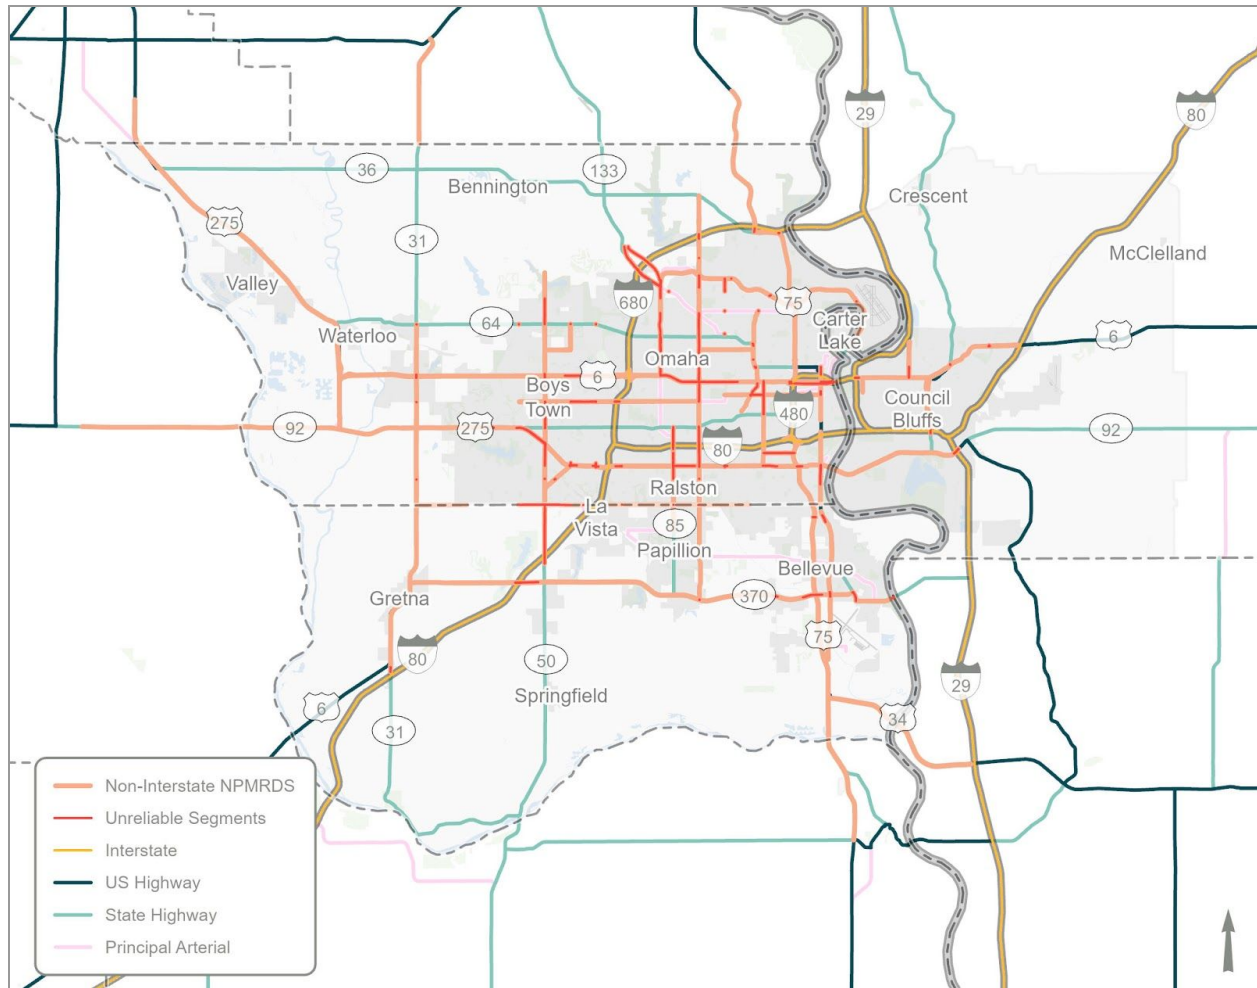 29
80
36
133
Bennington
Crescent
275
31
McClelland
Valley
680
75
Carter
Lake
64
Waterloo
6
Omaha
6
Boys
Town
480
Council
Bluffs
92
275
80
92
Ralston
La
Vista
85
Papillion
Bellevue
370
Gretna
75
80
50
29
Springfield
6
34
31
Non-Interstate NPMRDS
Unreliable Segments
Interstate
US Highway
State Highway
Principal Arterial